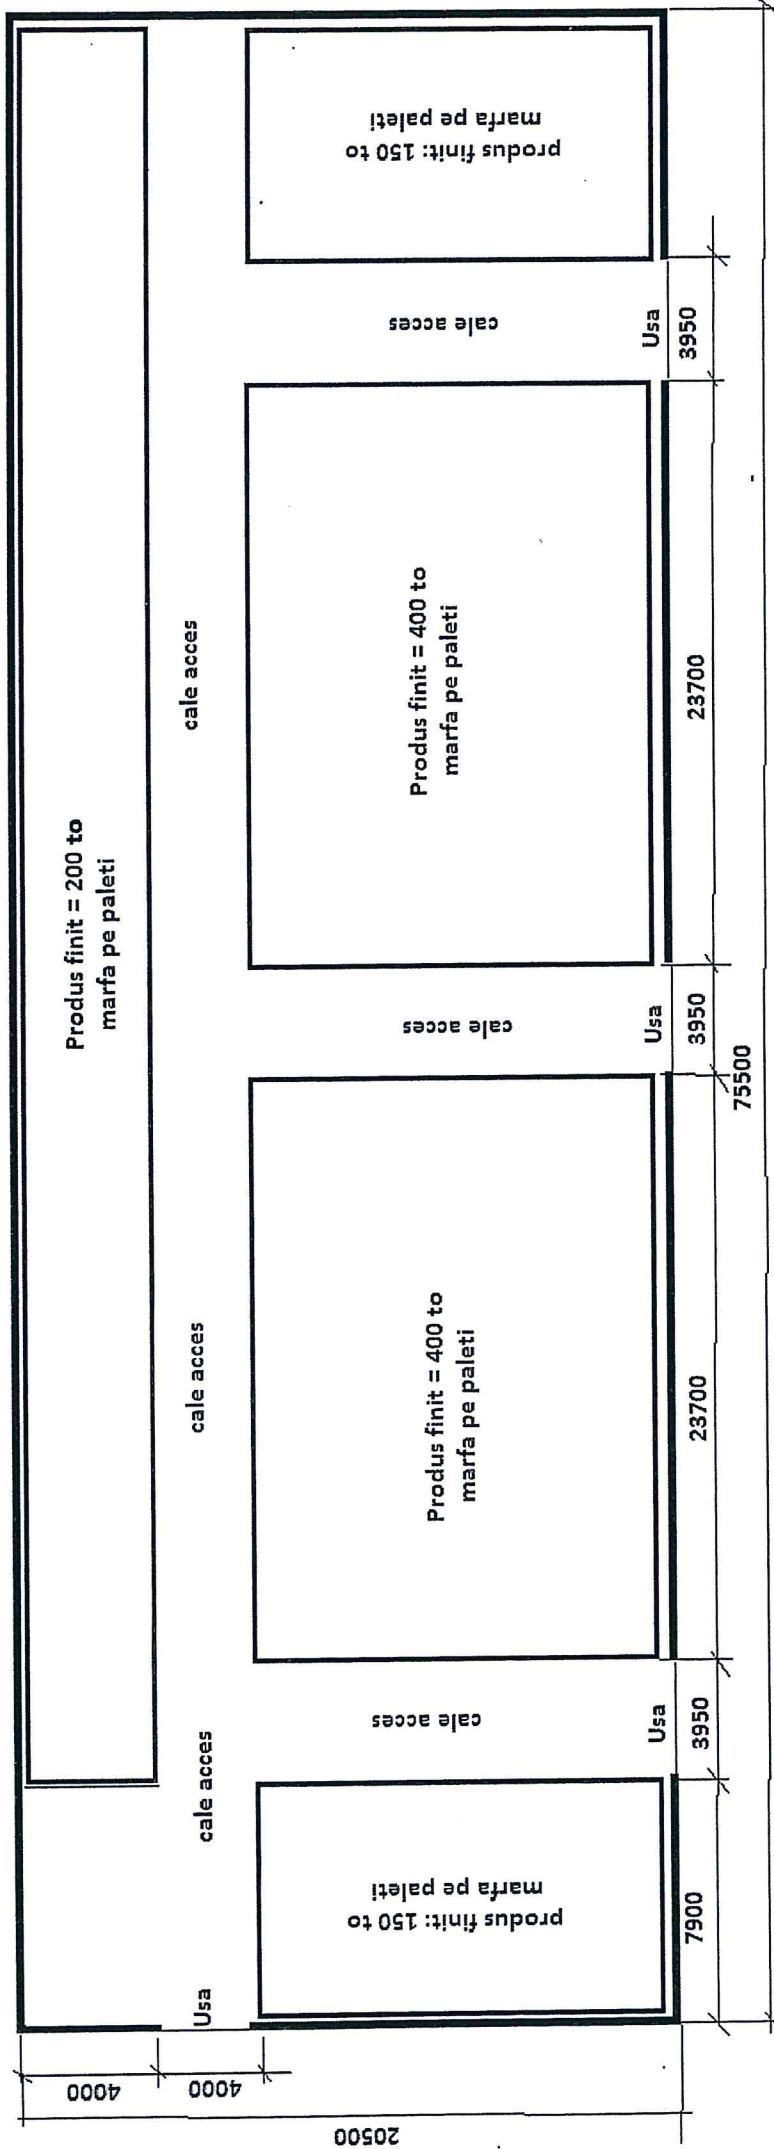 Produs finit = 200 to
marfa pe paleti
cale acces
cale acces
cale acces
produs finit: 150 to
marfa pe paleti
cale acces
Produs finit = 400 to
marfa pe paleti
cale acces
Produs finit = 400 to
marfa pe paleti
cale acces
produs finit: 150 to
marfa pe paleti
Usa
Usa
Usa
Usa
4000
4000
20500
7900
3950
23700
3950
23700
3950
75500